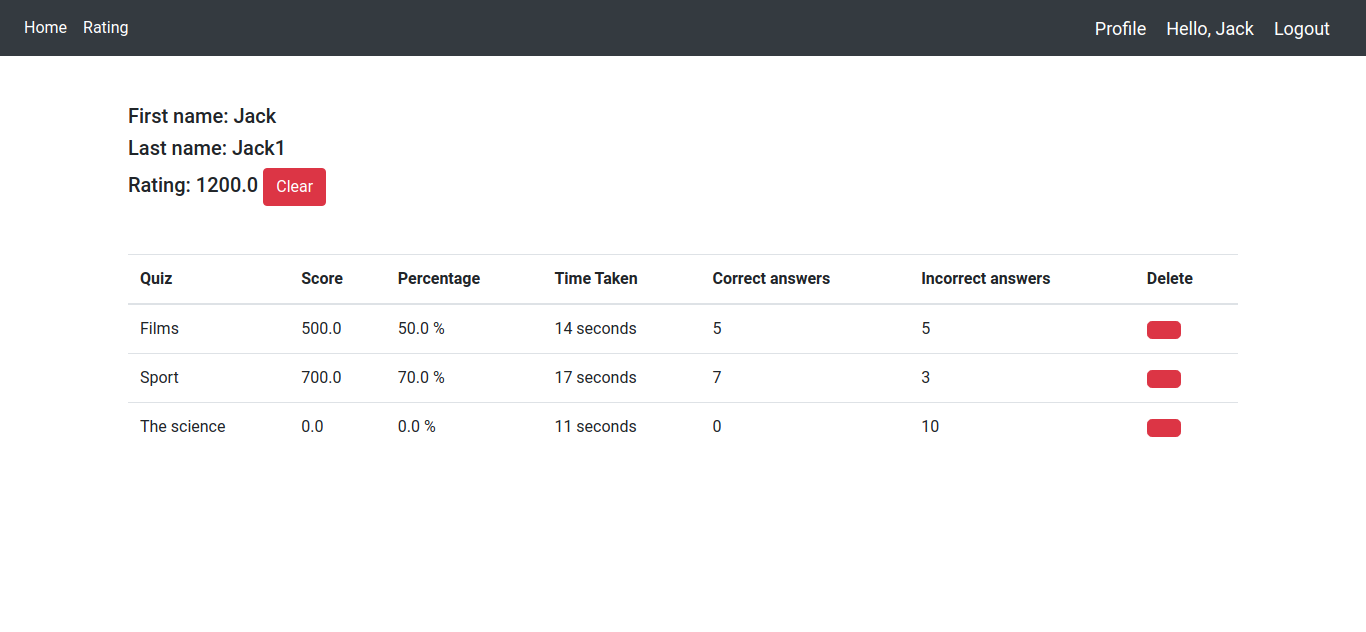 Home Rating Profile Hello, Jack Logout
First name: Jack
Last name: Jack1
Rating: 1200.0 Clear
Quiz Score Percentage Time Taken Correct answers Incorrect answers Delete
Films 500.0 50.0 % 14 seconds 5 5
Sport 700.0 70.0 % 17 seconds 7 3
The science 0.0 0.0 % 11 seconds 0 10